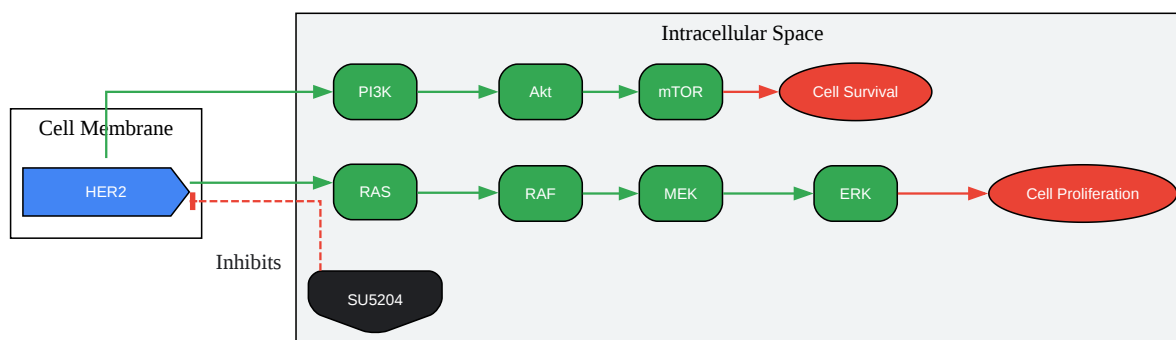 Intracellular Space
PI3K
Akt
mTOR
Cell Survival
Cell Membrane
HER2
RAS
RAF
MEK
ERK
Cell Proliferation
Inhibits
SU5204